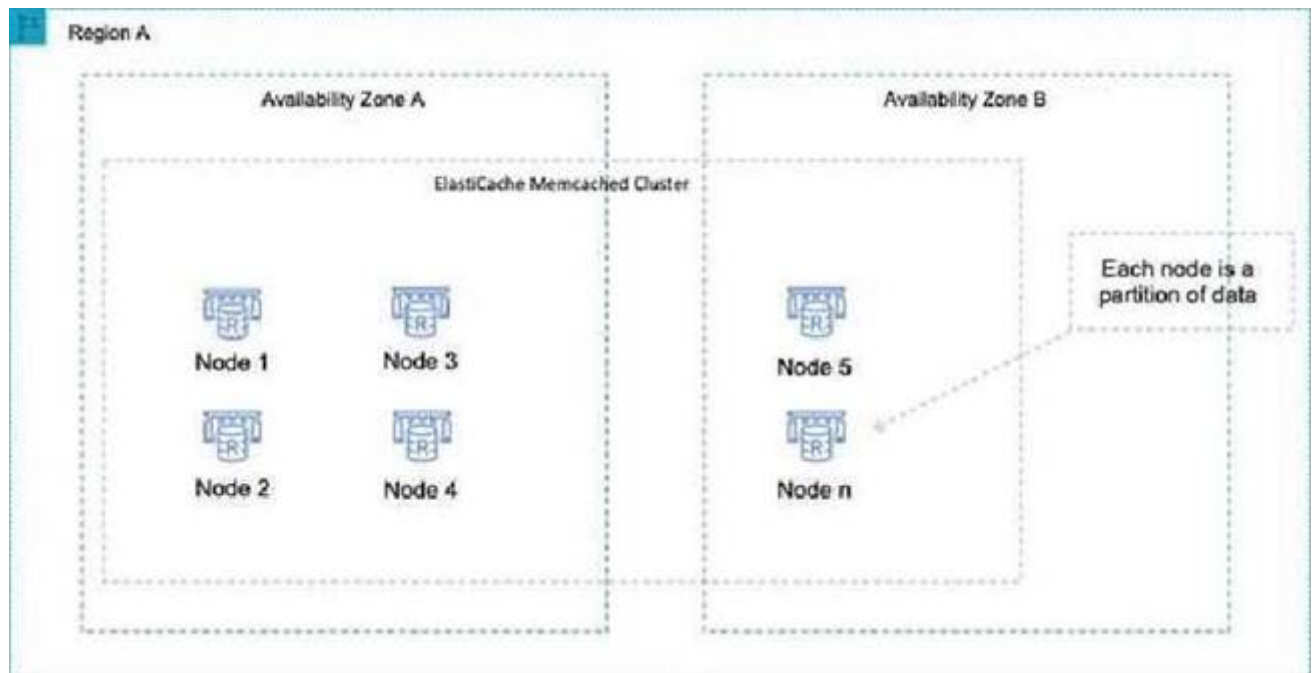 Region A
Availability Zone A
Availability Zone B
ElastiCache Memcached Cluster
Each node is a
partition of data
R
R
R
Node 1
Node 3
Node 5
R
R
R
Node 2
Node 4
Node n